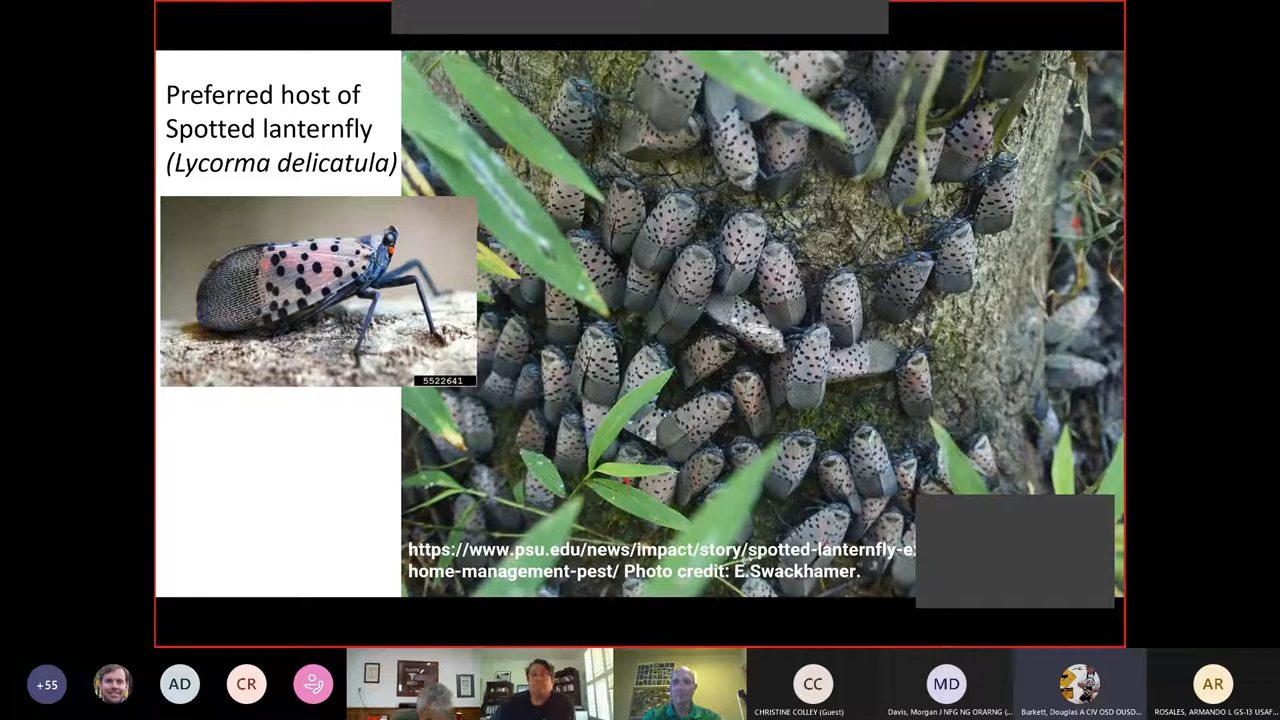 Preferred host of
Spotted lanternfly
(Lycorma delicatula)
5522641
https://www.psu.edu/news/impact/story/spotted-lanternfly-e
home-management-pest/ Photo credit: E.Swackhamer.
+55
AD
CR
CC
MD
AR
CHRISTINE COLLEY (Guest)
Davis, Morgan J NFG NG ORARNG (...
Burkett, Douglas A CIV OSD OUSD...
ROSALES, ARMANDO L GS-13 USAF...